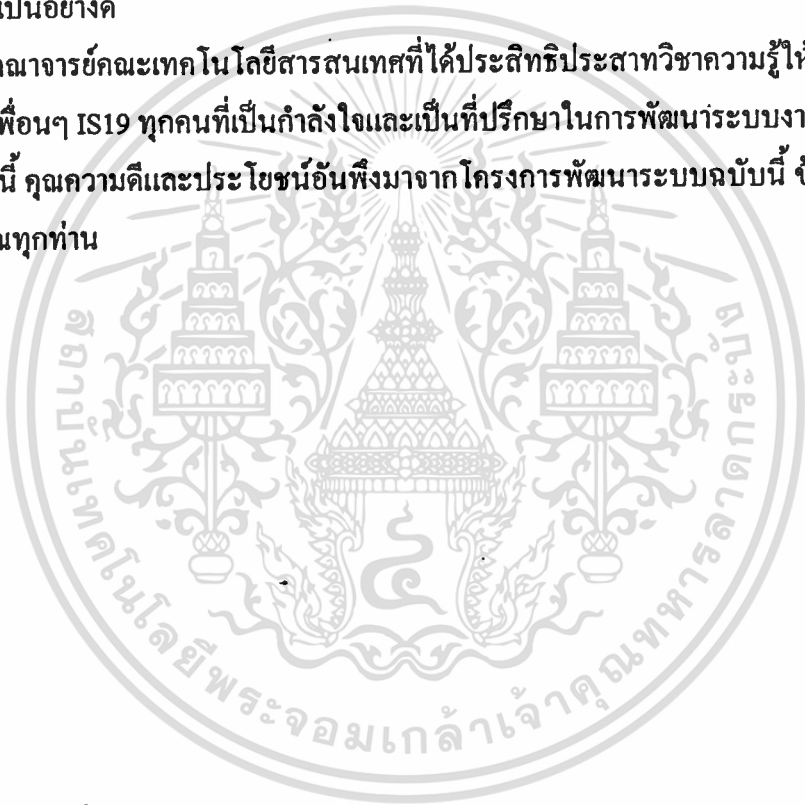 เป็นอย่างดี
คณาจารย์คณะเทคโนโลยีสารสนเทศที่ได้ประสิทธิประสาทวิชาความรู้ให้
เพื่อนๆ IS19 ทุกคนที่เป็นกำลังใจและเป็นที่ปรึกษาในการพัฒนาระบบงาน
นี้ คุณความดีและประโยชน์อันพึงมาจากโครงการพัฒนาระบบฉบับนี้
ณทุกท่าน
สถาบันเทคโนโลยีพระจอมเกล้าเจ้าคุณทหารลาดกระบัง
๔